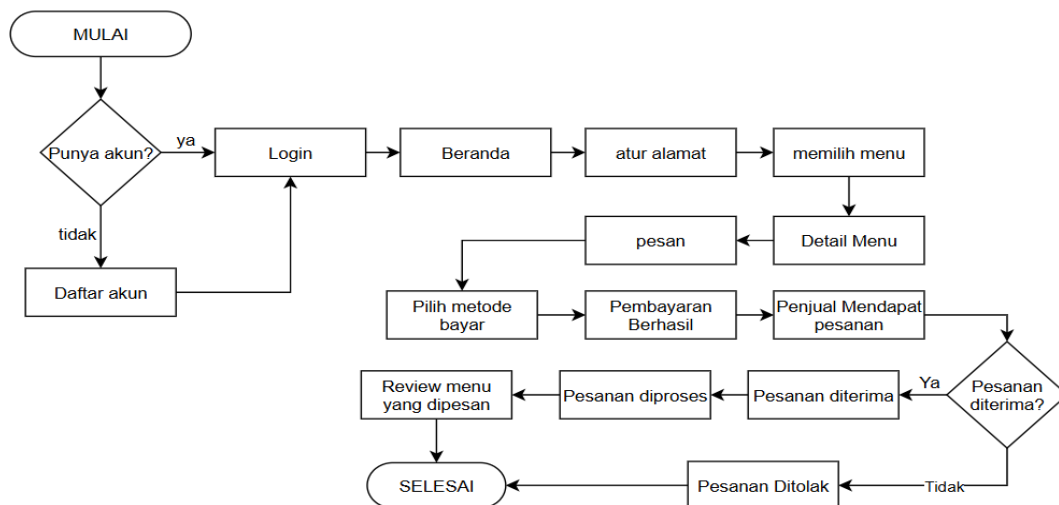 MULAI
Punya akun?
ya
Login
Beranda
atur alamat
memilih menu
tidak
Daftar akun
Detail Menu
pesan
Pilih metode
bayar
Pembayaran
Berhasil
Penjual Mendapat
pesanan
Pesanan
diterima?
Ya
Pesanan diterima
Pesanan diproses
Review menu
yang dipesan
Tidak
Pesanan Ditolak
SELESAI